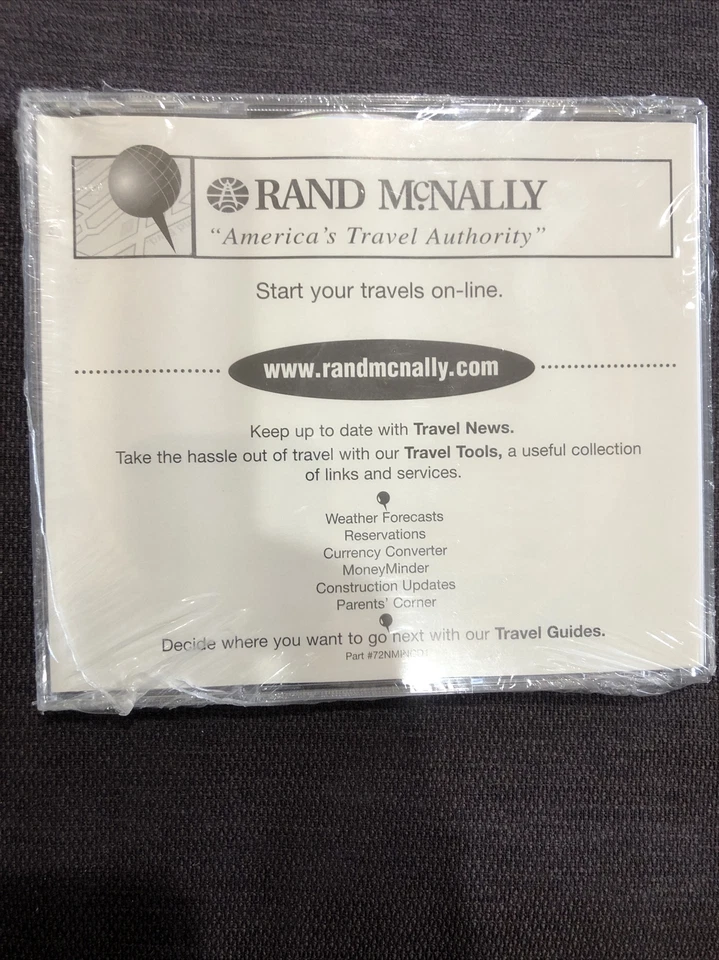 RAND McNALLY
“America’s Travel Authority”
Start your travels on-line.
www.randmcnally.com
Keep up to date with Travel News.
Take the hassle out of travel with our Travel Tools, a useful collection
of links and services.
Weather Forecasts
Reservations
Currency Converter
MoneyMinder
Construction Updates
Parents’ Corner
Decide where you want to go next with our Travel Guides.
Part